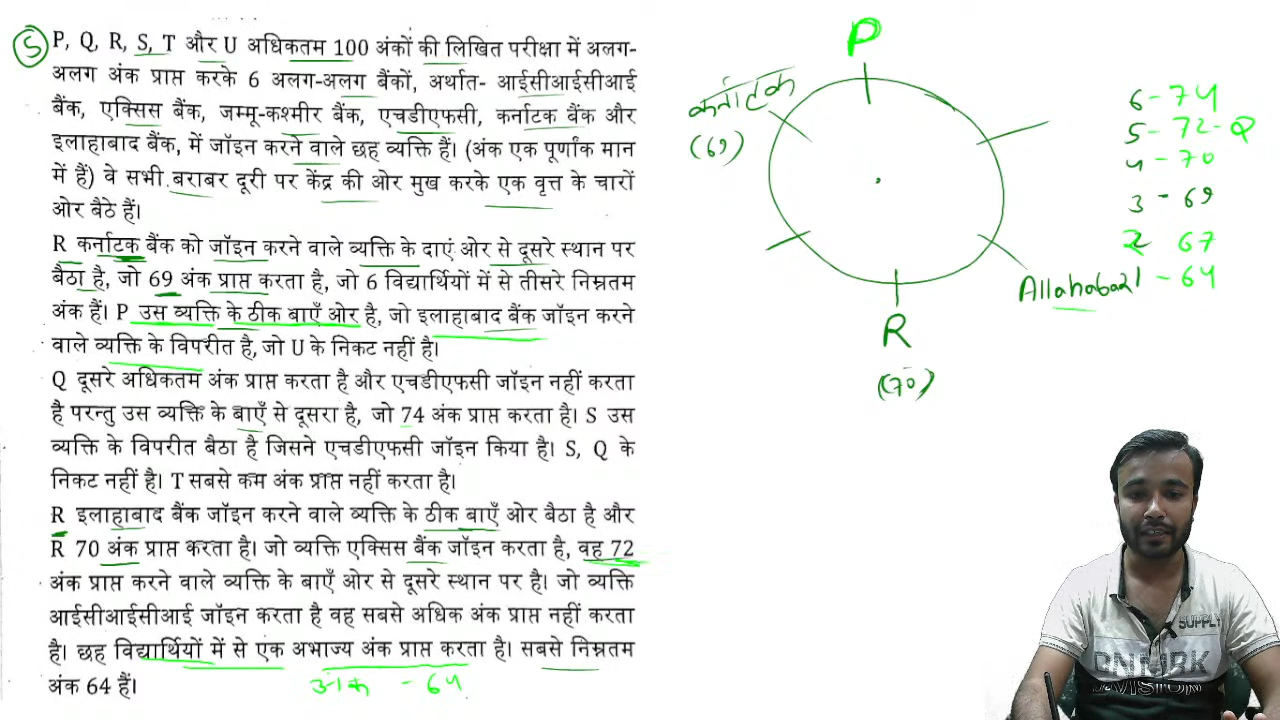 5
P, Q, R, S, T और U अधिकतम 100 अंकों की लिखित परीक्षा में अलग-
अलग अंक प्राप्त करके 6 अलग-अलग बैंकों, अर्थात- आईसीआईसीआई
बैंक, एक्सिस बैंक, जम्मू-कश्मीर बैंक, एचडीएफसी, कर्नाटक बैंक और
इलाहाबाद बैंक, में जॉइन करने वाले छह व्यक्ति हैं। (अंक एक पूर्णांक मान
में हैं) वे सभी बराबर दूरी पर केंद्र की ओर मुख करके एक वृत्त के चारों
ओर बैठे हैं।
R कर्नाटक बैंक को जॉइन करने वाले व्यक्ति के दाएं ओर से दूसरे स्थान पर
बैठा है, जो 69 अंक प्राप्त करता है, जो 6 विद्यार्थियों में से तीसरे निम्नतम
अंक हैं। P उस व्यक्ति के ठीक बाएँ ओर है, जो इलाहाबाद बैंक जॉइन करने
वाले व्यक्ति के विपरीत है, जो U के निकट नहीं है।
Q दूसरे अधिकतम अंक प्राप्त करता है और एचडीएफसी जॉइन नहीं करता
है परन्तु उस व्यक्ति के बाएँ से दूसरा है, जो 74 अंक प्राप्त करता है। S उस
व्यक्ति के विपरीत बैठा है जिसने एचडीएफसी जॉइन किया है। S, Q के
निकट नहीं है। T सबसे कम अंक प्राप्त नहीं करता है।
R इलाहाबाद बैंक जॉइन करने वाले व्यक्ति के ठीक बाएँ ओर बैठा है और
R 70 अंक प्राप्त करता है। जो व्यक्ति एक्सिस बैंक जॉइन करता है, वह 72
अंक प्राप्त करने वाले व्यक्ति के बाएँ ओर से दूसरे स्थान पर है। जो व्यक्ति
आईसीआईसीआई जॉइन करता है वह सबसे अधिक अंक प्राप्त नहीं करता
है। छह विद्यार्थियों में से एक अभाज्य अंक प्राप्त करता है। सबसे निम्नतम
अंक 64 हैं।
अंक - 64
P
कर्नाटक
(69)
Allahabad
R
(70)
6 - 74
5 - 72 - Q
4 - 70
3 - 69
2 67
1 - 64
SUPPLY